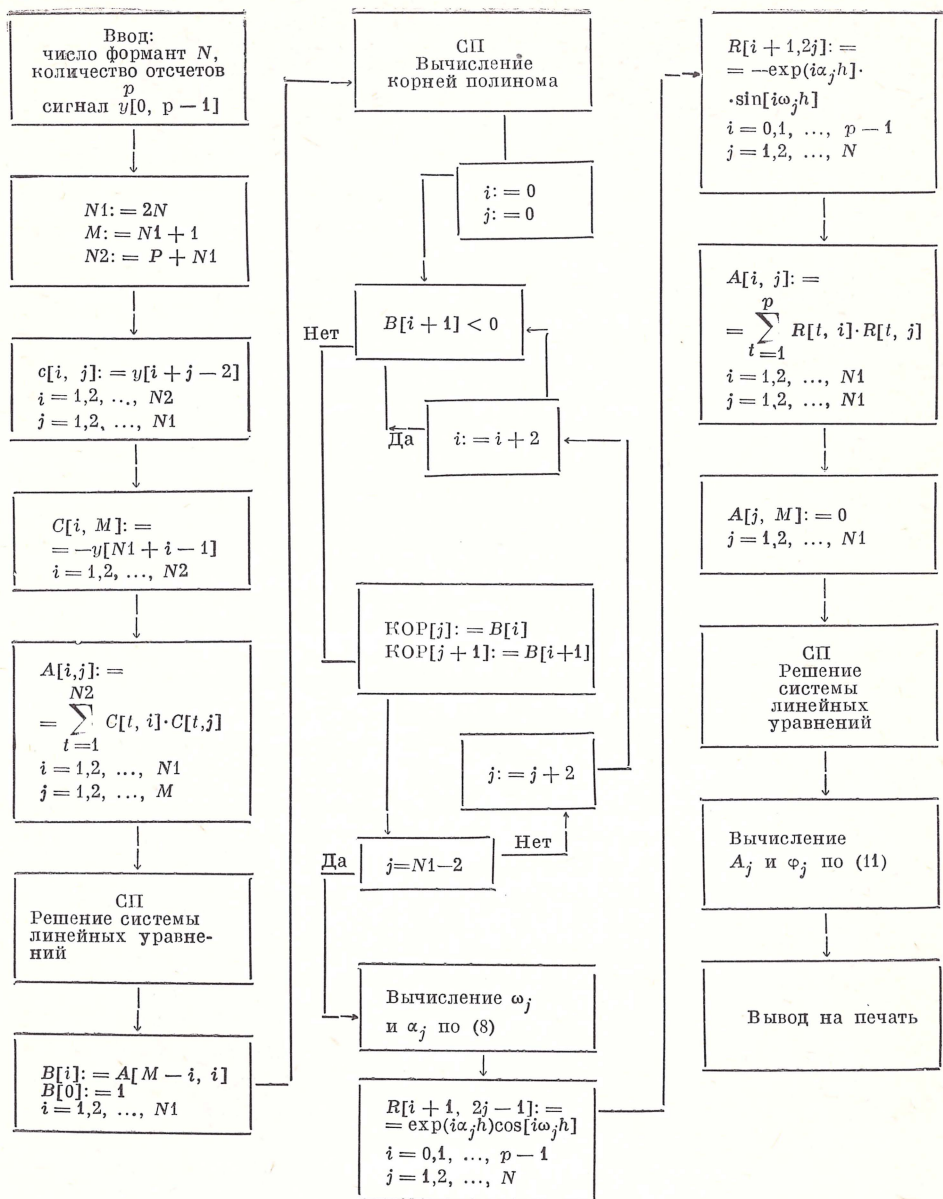 Ввод:
число формант N,
количество отсчетов
p
сигнал y[0, p−1]
N1:=2N
M:=N1+1
N2:=P+N1
c[i, j]:=y[i+j−2]
i=1,2, ..., N2
j=1,2, ..., N1
C[i, M]:=
=−y[N1+i−1]
i=1,2, ..., N2
A[i,j]:=
N2
= ∑ C[t, i]·C[t,j]
t=1
i=1,2, ..., N1
j=1,2, ..., M
СП
Решение системы
линейных уравне-
ний
B[i]:=A[M−i, i]
B[0]:=1
i=1,2, ..., N1
СП
Вычисление
корней полинома
i:=0
j:=0
B[i+1]<0
Нет
Да
i:=i+2
КОР[j]:=B[i]
КОР[j+1]:=B[i+1]
j:=j+2
j=N1−2
Нет
Да
Вычисление ωj
и αj по (8)
R[i+1, 2j−1]:=
=exp(iαjh)cos[iωjh]
i=0,1, ..., p−1
j=1,2, ..., N
R[i+1,2j]:=
=−exp(iαjh)·
·sin[iωjh]
i=0,1, ..., p−1
j=1,2, ..., N
A[i, j]:=
p
= ∑ R[t, i]·R[t, j]
t=1
i=1,2, ..., N1
j=1,2, ..., N1
A[j, M]:=0
j=1,2, ..., N1
СП
Решение
системы
линейных
уравнений
Вычисление
Aj и φj по (11)
Вывод на печать